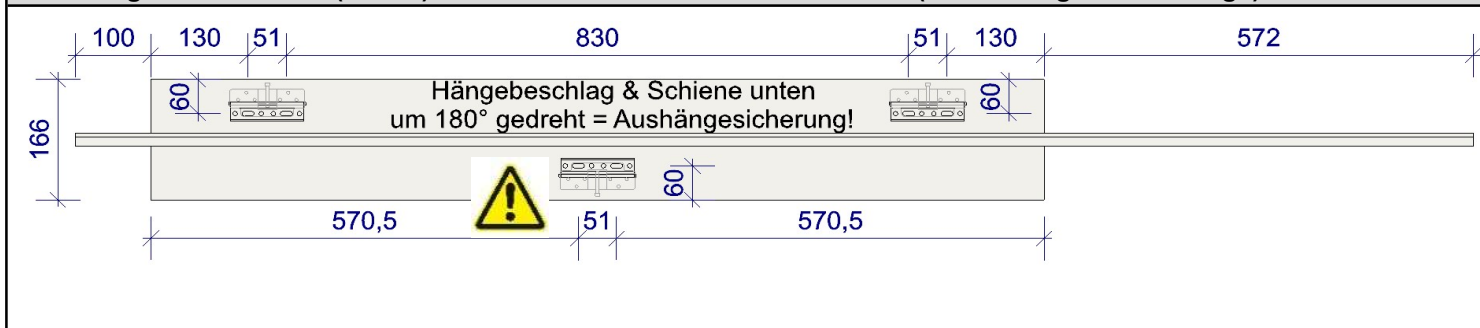 100 130 51 830 51 130 572
60 Hängebeschlag & Schiene unten 60
um 180° gedreht = Aushängesicherung!
166
60
570,5 51 570,5